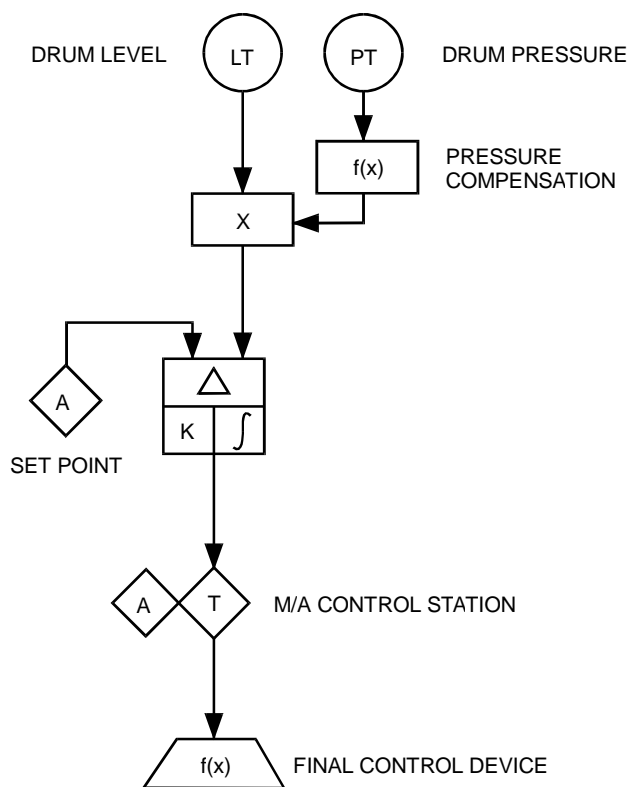 DRUM LEVEL
LT
PT
DRUM PRESSURE
f(x)
PRESSURE
COMPENSATION
X
A
SET POINT
△
K
∫
A
T
M/A CONTROL STATION
f(x)
FINAL CONTROL DEVICE